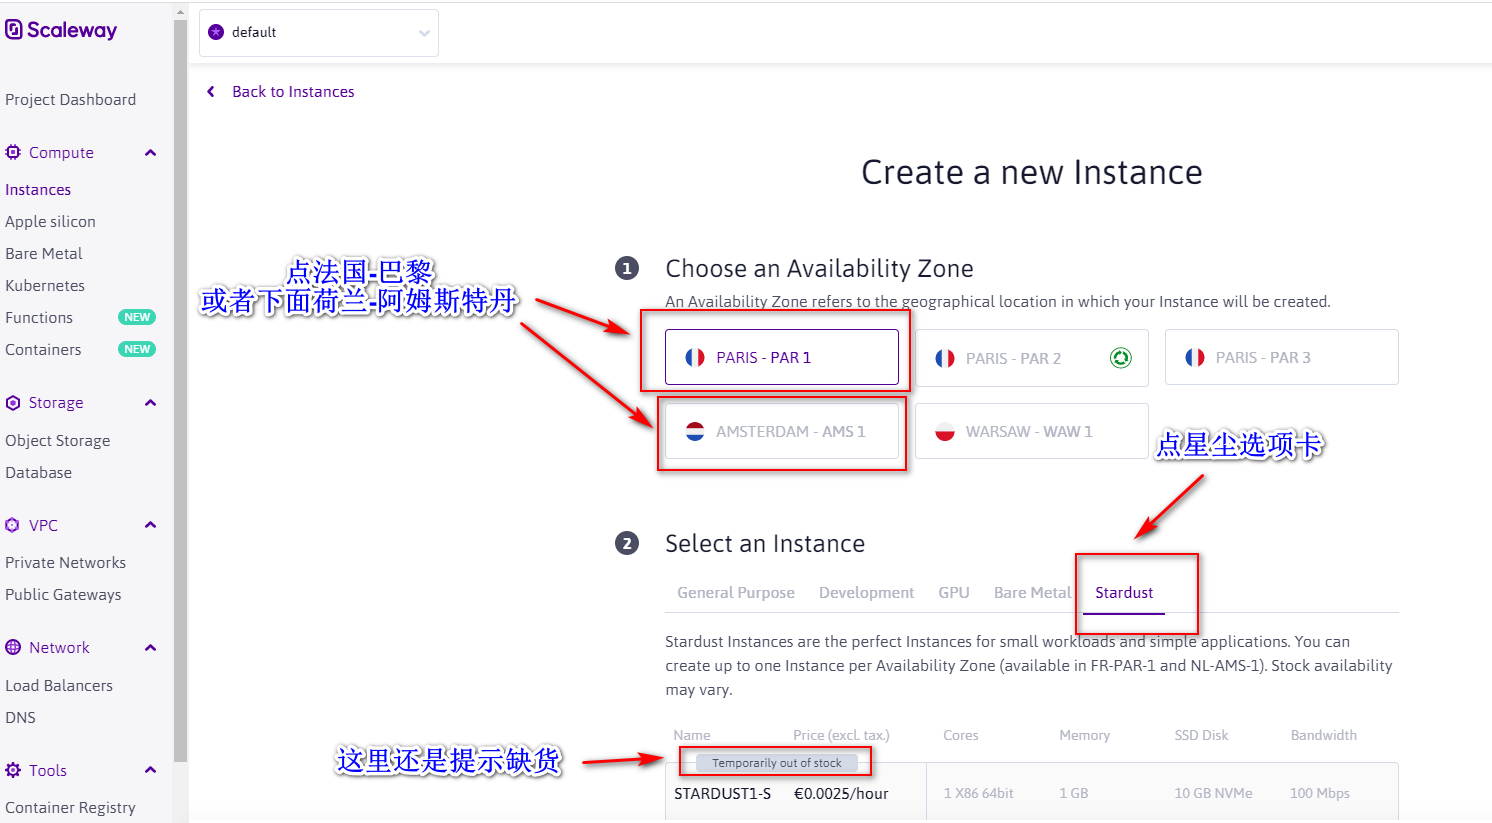 Scaleway
default
Project Dashboard
Compute
Instances
Apple silicon
Bare Metal
Kubernetes
Functions NEW
Containers NEW
Storage
Object Storage
Database
VPC
Private Networks
Public Gateways
Network
Load Balancers
DNS
Tools
Container Registry
Back to Instances
Create a new Instance
1 Choose an Availability Zone
An Availability Zone refers to the geographical location in which your Instance will be created.
点法国-巴黎
或者下面荷兰-阿姆斯特丹
PARIS - PAR 1
PARIS - PAR 2
PARIS - PAR 3
AMSTERDAM - AMS 1
WARSAW - WAW 1
点星尘选项卡
2 Select an Instance
General Purpose Development GPU Bare Metal Stardust
Stardust Instances are the perfect Instances for small workloads and simple applications. You can
create up to one Instance per Availability Zone (available in FR-PAR-1 and NL-AMS-1). Stock availability
may vary.
Name Price (excl. tax.) Cores Memory SSD Disk Bandwidth
这里还是提示缺货
Temporarily out of stock
STARDUST1-S €0.0025/hour 1 X86 64bit 1 GB 10 GB NVMe 100 Mbps